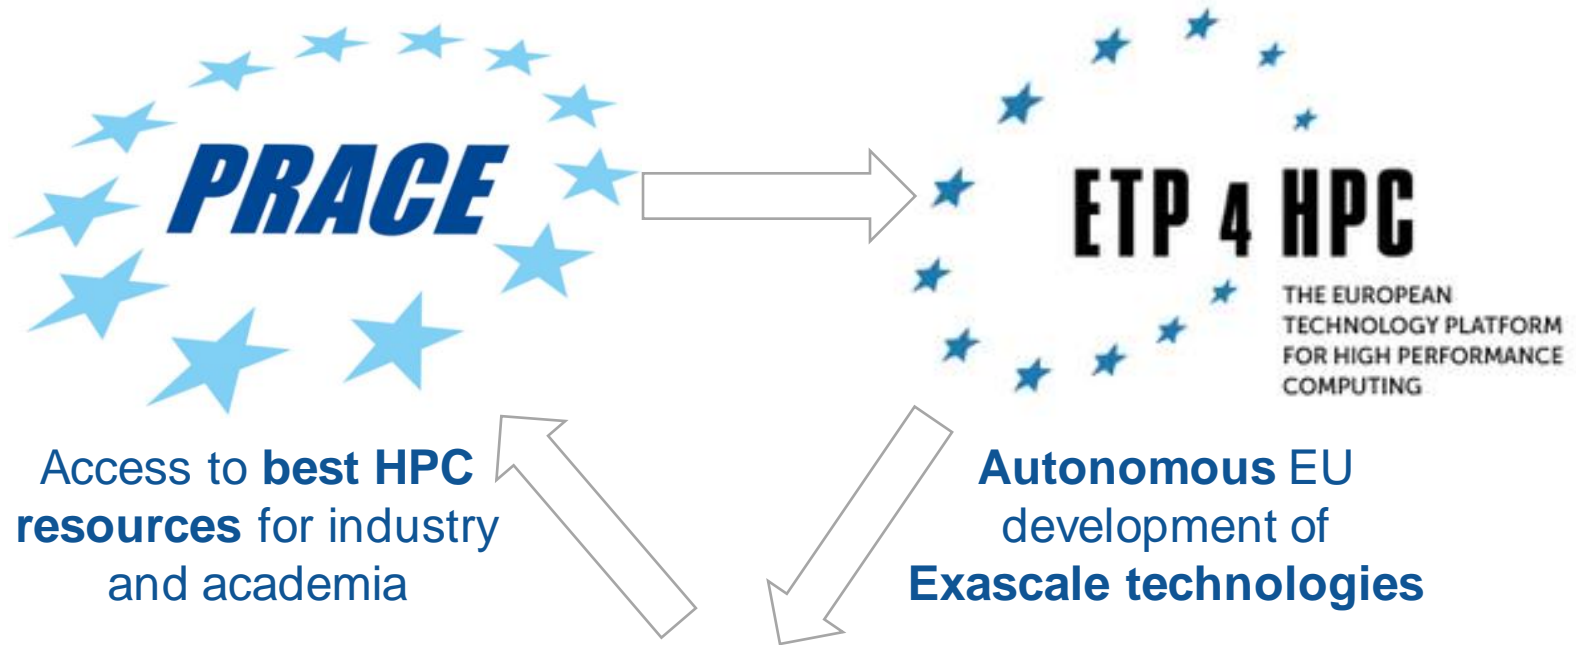 PRACE
ETP 4 HPC
THE EUROPEAN
TECHNOLOGY PLATFORM
FOR HIGH PERFORMANCE
COMPUTING
Access to best HPC
resources for industry
and academia
Autonomous EU
development of
Exascale technologies